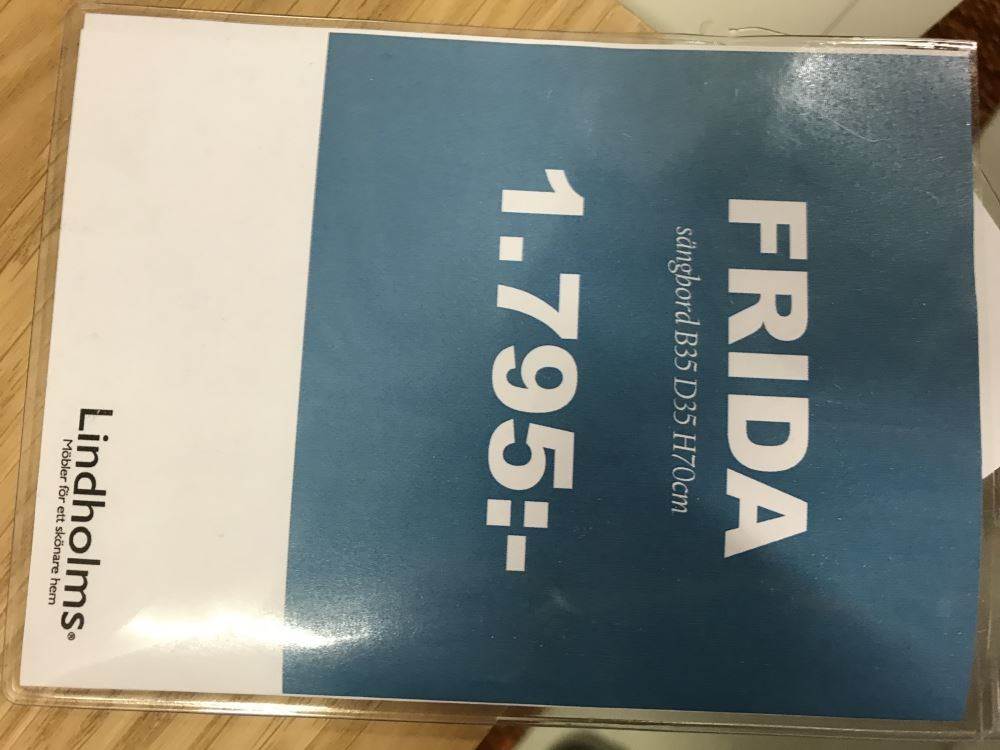 FRIDA
sängbord B35 D35 H70cm
1.795:-
Lindholms®
Möbler för ett skönare hem